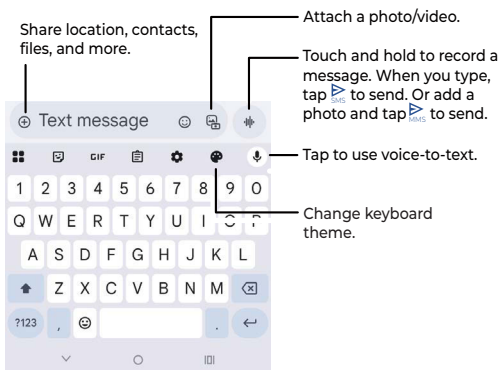 Share location, contacts,
files, and more.
Attach a photo/video.
Touch and hold to record a
message. When you type,
tap SMS to send. Or add a
photo and tap MMS to send.
Text message
GIF
Tap to use voice-to-text.
1 2 3 4 5 6 7 8 9 0
Q W E R T Y U I O P
Change keyboard
theme.
A S D F G H J K L
Z X C V B N M
?123 , .